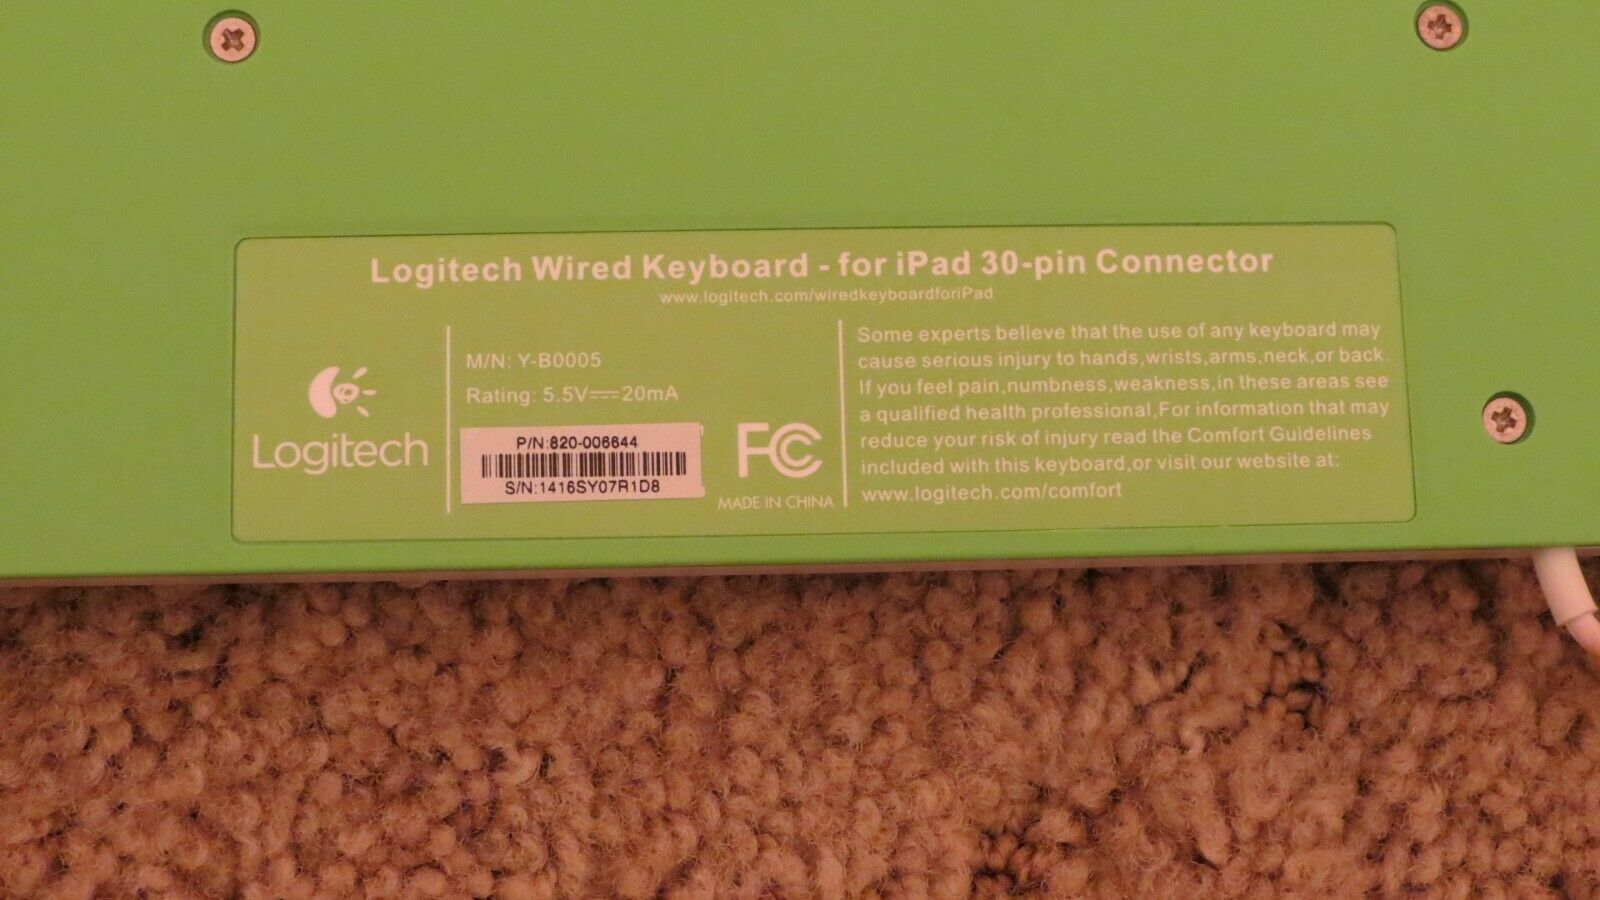 Logitech Wired Keyboard - for iPad 30-pin Connector
www.logitech.com/wiredkeyboardforiPad
Logitech
M/N: Y-B0005
Rating: 5.5V⎓20mA
P/N:820-006644
S/N:1416SY07R1D8
FC
MADE IN CHINA
Some experts believe that the use of any keyboard may
cause serious injury to hands,wrists,arms,neck,or back.
If you feel pain,numbness,weakness,in these areas see
a qualified health professional,For information that may
reduce your risk of injury read the Comfort Guidelines
included with this keyboard,or visit our website at:
www.logitech.com/comfort